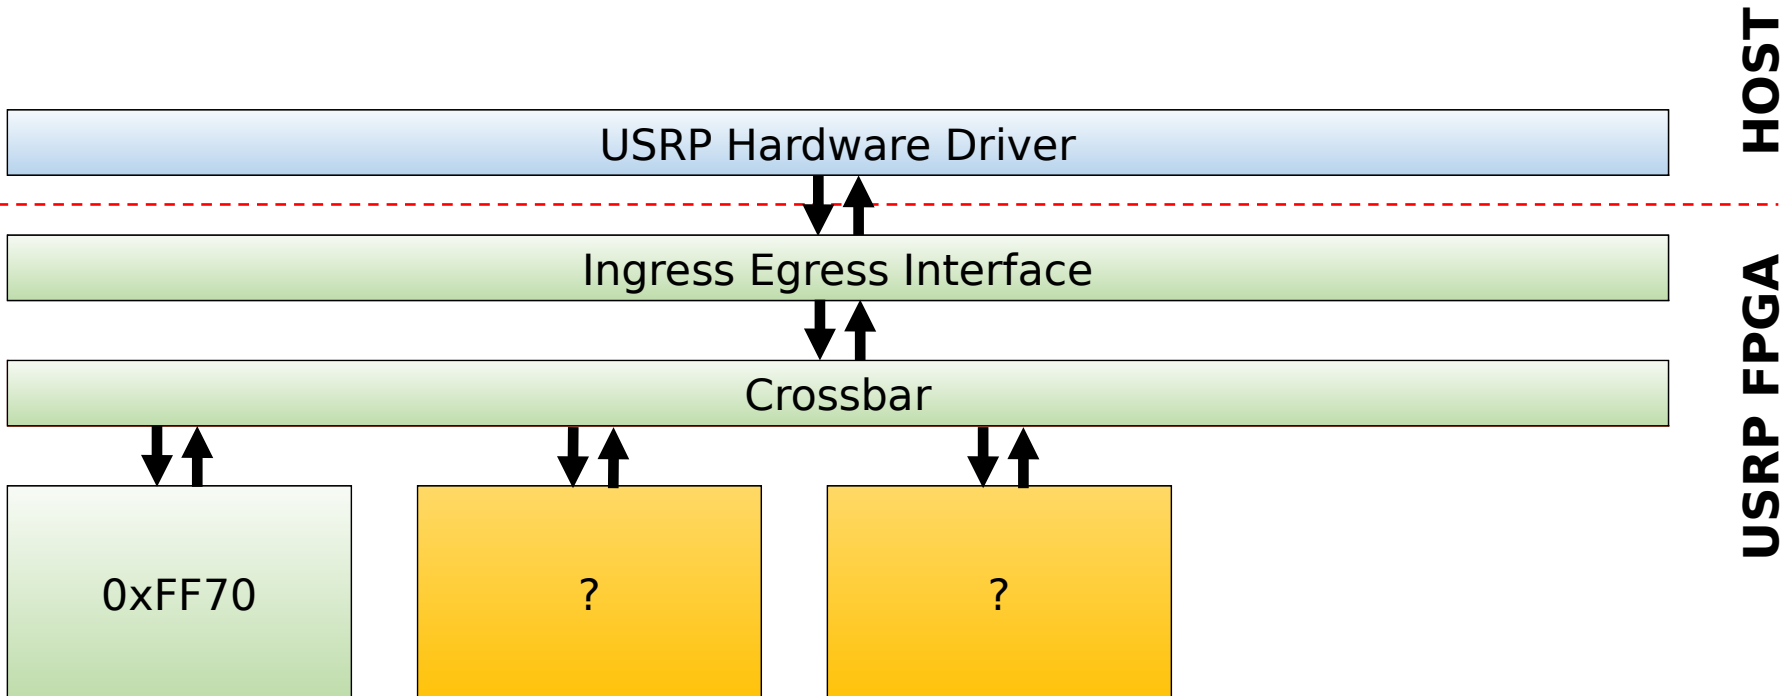 HOST
USRP Hardware Driver
Ingress Egress Interface
Crossbar
USRP FPGA
0xFF70
?
?